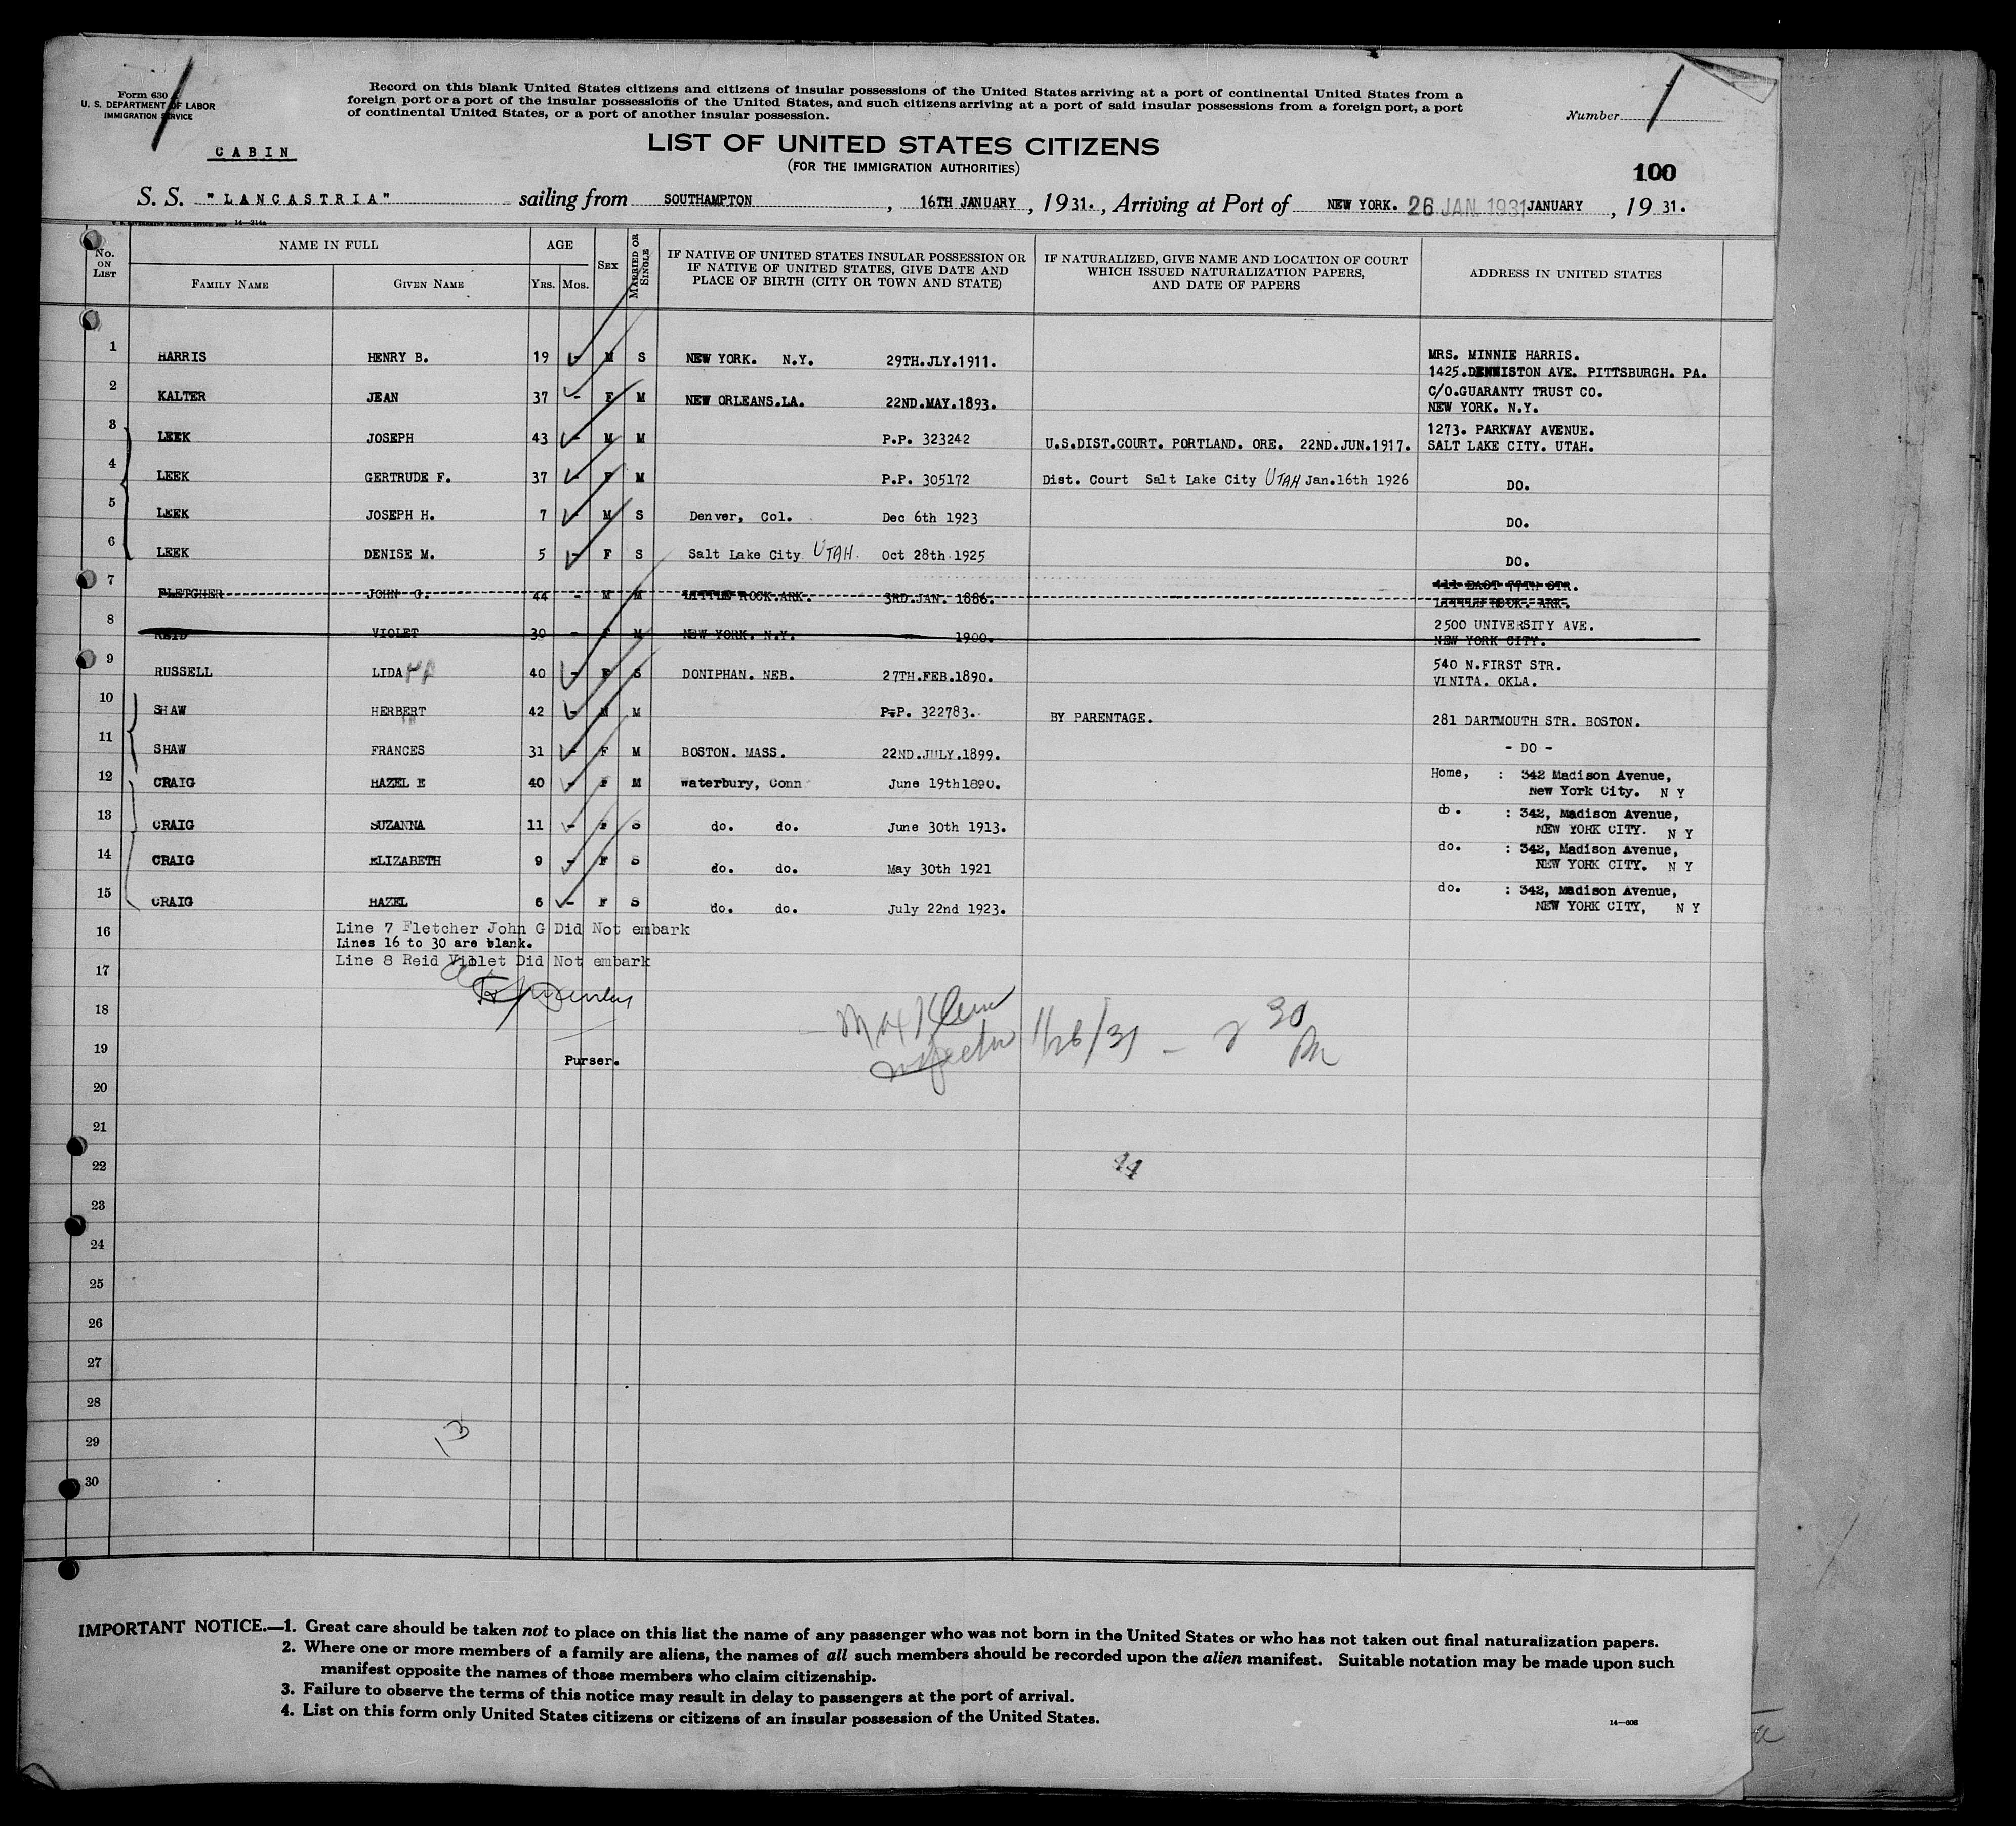 Form 630
U. S. DEPARTMENT OF LABOR
IMMIGRATION SERVICE
Record on this blank United States citizens and citizens of insular possessions of the United States arriving at a port of continental United States from a
foreign port or a port of the insular possessions of the United States, and such citizens arriving at a port of said insular possessions from a foreign port, a port
of continental United States, or a port of another insular possession.
Number 1
CABIN
LIST OF UNITED STATES CITIZENS
(FOR THE IMMIGRATION AUTHORITIES)
100
S. S. "LANCASTRIA" sailing from SOUTHAMPTON, 16TH JANUARY, 1931., Arriving at Port of NEW YORK. 26 JAN 1931 JANUARY, 1931.
U. S. GOVERNMENT PRINTING OFFICE: 14—214a
No. ON LIST NAME IN FULL AGE SEX MARRIED OR SINGLE IF NATIVE OF UNITED STATES INSULAR POSSESSION OR IF NATIVE OF UNITED STATES, GIVE DATE AND PLACE OF BIRTH (CITY OR TOWN AND STATE) IF NATURALIZED, GIVE NAME AND LOCATION OF COURT WHICH ISSUED NATURALIZATION PAPERS, AND DATE OF PAPERS ADDRESS IN UNITED STATES
FAMILY NAME GIVEN NAME YRS. MOS.
1 HARRIS HENRY B. 19 - M S NEW YORK. N.Y. 29TH.JLY.1911. MRS. MINNIE HARRIS.
1425.DENNISTON AVE. PITTSBURGH. PA.
2 KALTER JEAN 37 - F M NEW ORLEANS.LA. 22ND.MAY.1893. C/O.GUARANTY TRUST CO.
NEW YORK. N.Y.
3 LEEK JOSEPH 43 - M M P.P. 323242 U.S.DIST.COURT. PORTLAND. ORE. 22ND.JUN.1917. 1273. PARKWAY AVENUE.
SALT LAKE CITY. UTAH.
4 LEEK GERTRUDE F. 37 - F M P.P. 305172 Dist. Court Salt Lake City UTAH Jan.16th 1926 DO.
5 LEEK JOSEPH H. 7 - M S Denver, Col. Dec 6th 1923 DO.
6 LEEK DENISE M. 5 - F S Salt Lake City UTAH. Oct 28th 1925 DO.
7 FLETCHER JOHN G. 44 - M M LITTLE ROCK.ARK. 3RD.JAN. 1886. 411 EAST 77TH STR.
LITTLE ROCK. ARK.
8 REID VIOLET 30 - F M NEW YORK. N.Y. 1900. 2500 UNIVERSITY AVE.
NEW YORK CITY.
9 RUSSELL LIDA 40 - F S DONIPHAN. NEB. 27TH.FEB.1890. 540 N.FIRST STR.
VINITA. OKLA.
10 SHAW HERBERT 42 - M M P.P. 322783. BY PARENTAGE. 281 DARTMOUTH STR. BOSTON.
11 SHAW FRANCES 31 - F M BOSTON. MASS. 22ND.JULY.1899. - DO -
12 CRAIG HAZEL E 40 - F M Waterbury, Conn June 19th1890. Home, : 342 Madison Avenue,
New York City. N Y
13 CRAIG SUZANNA 11 - F S do. do. June 30th 1913. do. : 342, Madison Avenue,
NEW YORK CITY. N Y
14 CRAIG ELIZABETH 9 - F S do. do. May 30th 1921 do. : 342, Madison Avenue,
NEW YORK CITY. N Y
15 CRAIG HAZEL 6 - F S do. do. July 22nd 1923. do. : 342, Madison Avenue,
NEW YORK CITY, N Y
16 Line 7 Fletcher John G Did Not embark
Lines 16 to 30 are blank.
Line 8 Reid Violet Did Not embark
17
18 Max Klein
Inspector 1/26/31 - 2 30 PM
19 Purser.
20
21
22
23
24
25
26
27
28
13
29
30
IMPORTANT NOTICE.—1. Great care should be taken not to place on this list the name of any passenger who was not born in the United States or who has not taken out final naturalization papers.
2. Where one or more members of a family are aliens, the names of all such members should be recorded upon the alien manifest. Suitable notation may be made upon such
manifest opposite the names of those members who claim citizenship.
3. Failure to observe the terms of this notice may result in delay to passengers at the port of arrival.
4. List on this form only United States citizens or citizens of an insular possession of the United States.
14—608